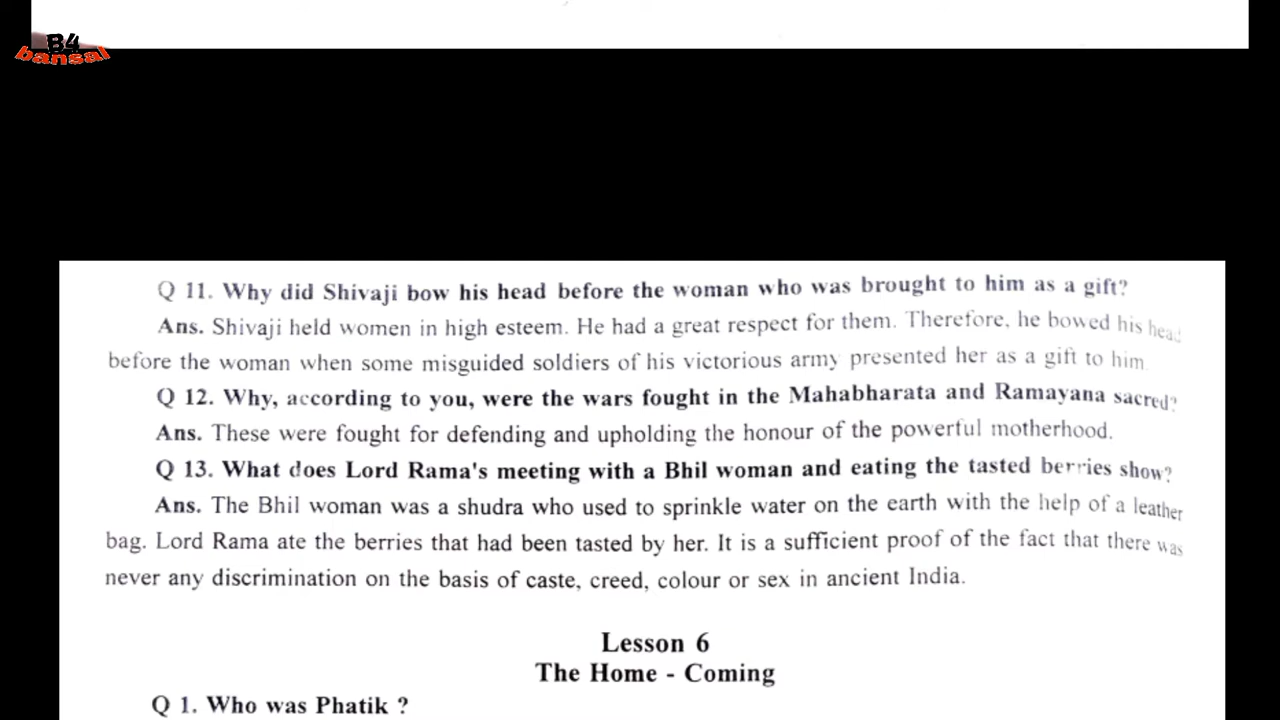 B4
bansal
Q 11. Why did Shivaji bow his head before the woman who was brought to him as a gift?
Ans. Shivaji held women in high esteem. He had a great respect for them. Therefore, he bowed his head
before the woman when some misguided soldiers of his victorious army presented her as a gift to him.
Q 12. Why, according to you, were the wars fought in the Mahabharata and Ramayana sacred?
Ans. These were fought for defending and upholding the honour of the powerful motherhood.
Q 13. What does Lord Rama's meeting with a Bhil woman and eating the tasted berries show?
Ans. The Bhil woman was a shudra who used to sprinkle water on the earth with the help of a leather
bag. Lord Rama ate the berries that had been tasted by her. It is a sufficient proof of the fact that there was
never any discrimination on the basis of caste, creed, colour or sex in ancient India.
Lesson 6
The Home - Coming
Q 1. Who was Phatik ?